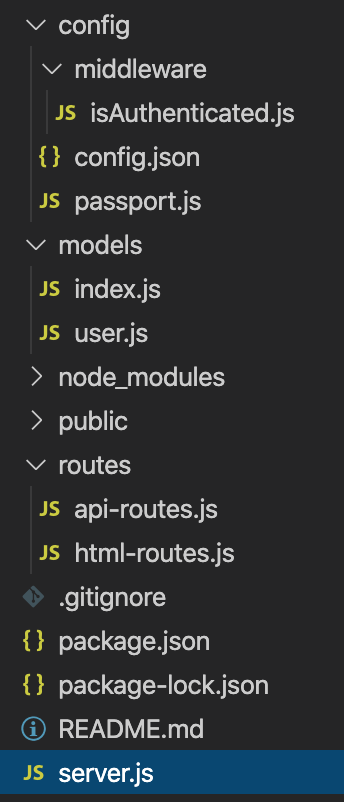 config
middleware
JS isAuthenticated.js
{} config.json
JS passport.js
models
JS index.js
JS user.js
node_modules
public
routes
JS api-routes.js
JS html-routes.js
.gitignore
{} package.json
{} package-lock.json
README.md
JS server.js